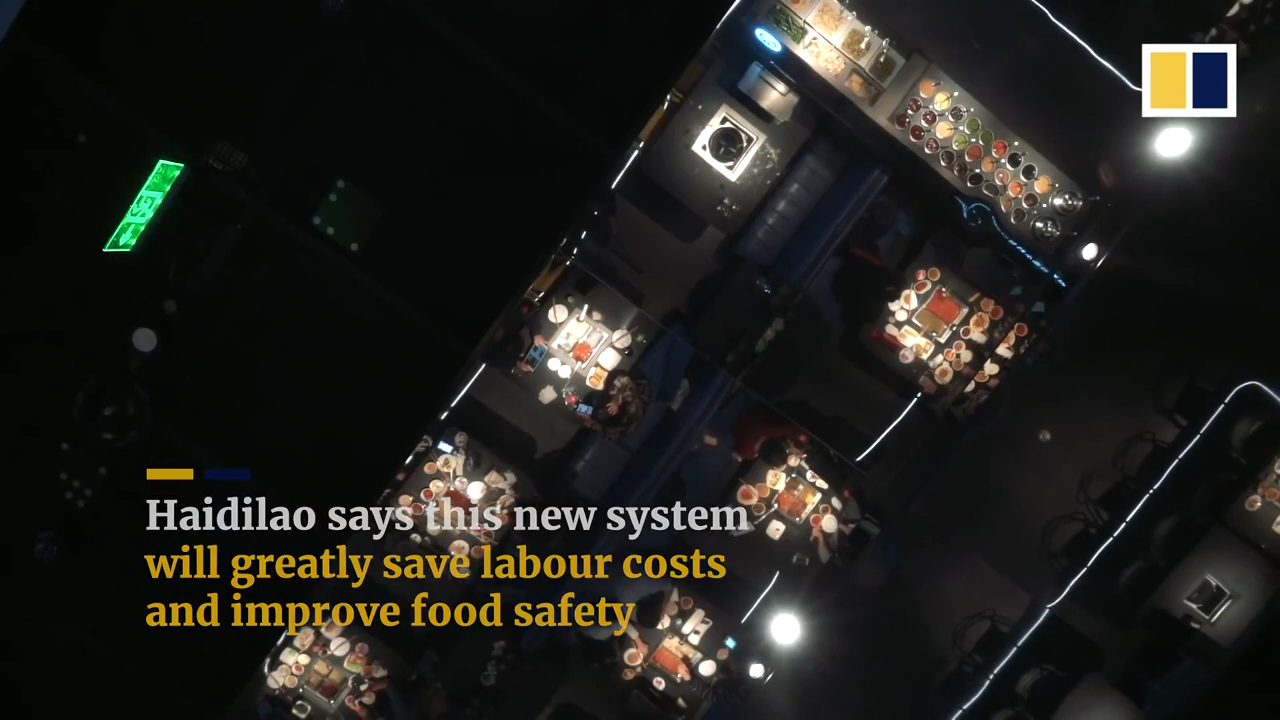 Haidilao says this new system
will greatly save labour costs
and improve food safety